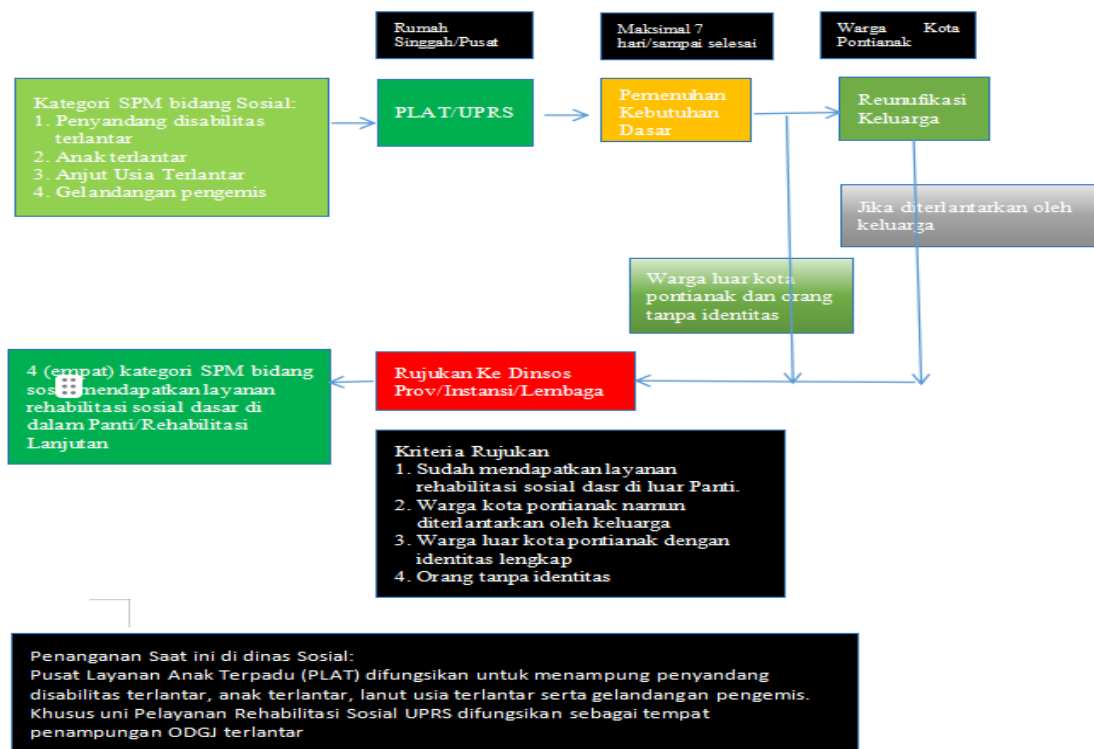 Rumah
Singgah/Pusat
Maksimal 7
hari/sampai selesai
Warga Kota
Pontianak
Kategori SPM bidang Sosial:
1. Penyandang disabilitas
terlantar
2. Anak terlantar
3. Anjut Usia Terlantar
4. Gelandangan pengemis
PLAT/UPRS
Pemenuhan
Kebutuhan
Dasar
Reunufikasi
Keluarga
Jika diterlantarkan oleh
keluarga
Warga luar kota
pontianak dan orang
tanpa identitas
4 (empat) kategori SPM bidang
mendapatkan layanan
rehabilitasi sosial dasar di
dalam Panti/Rehabilitasi
Lanjutan
Rujukan Ke Dinsos
Prov/Instansi/Lembaga
Kriteria Rujukan
1. Sudah mendapatkan layanan
rehabilitasi sosial dasr di luar Panti.
2. Warga kota pontianak namun
diterlantarkan oleh keluarga
3. Warga luar kota pontianak dengan
identitas lengkap
4. Orang tanpa identitas
Penanganan Saat ini di dinas Sosial:
Pusat Layanan Anak Terpadu (PLAT) difungsikan untuk menampung penyandang
disabilitas terlantar, anak terlantar, lanut usia terlantar serta gelandangan pengemis.
Khusus uni Pelayanan Rehabilitasi Sosial UPRS difungsikan sebagai tempat
penampungan ODGJ terlantar